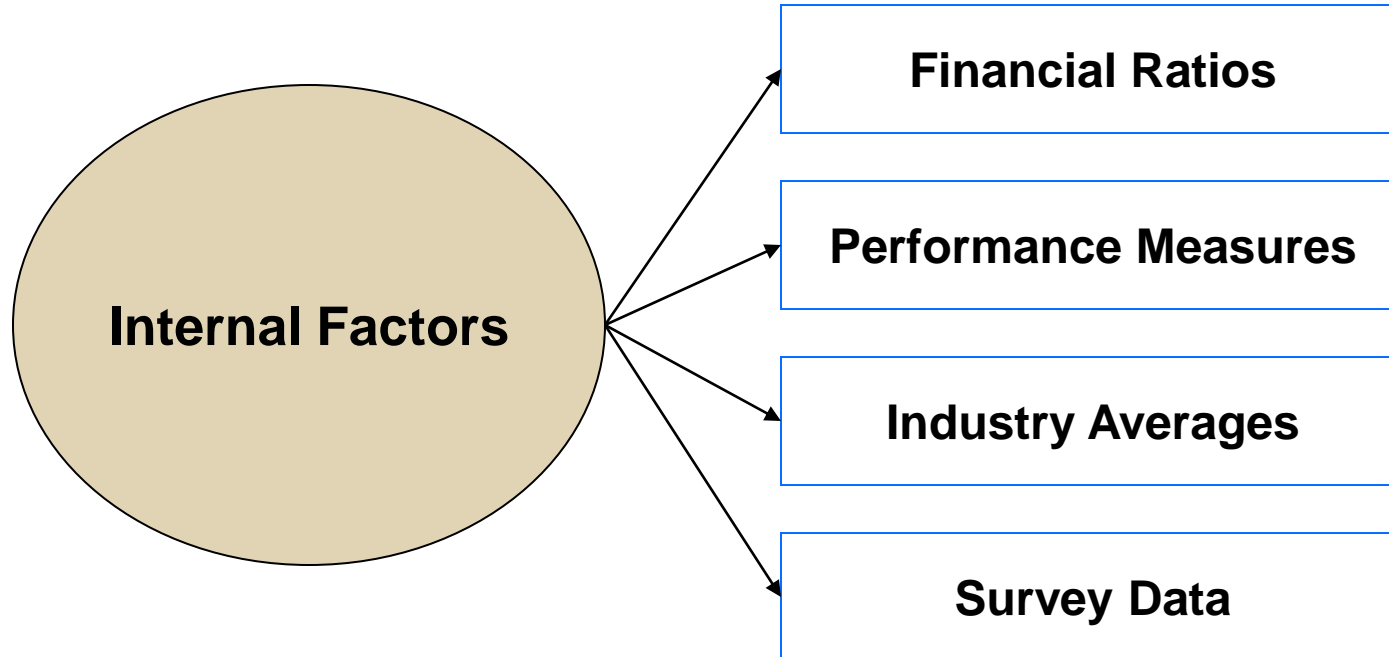 Internal Factors
Financial Ratios
Performance Measures
Industry Averages
Survey Data